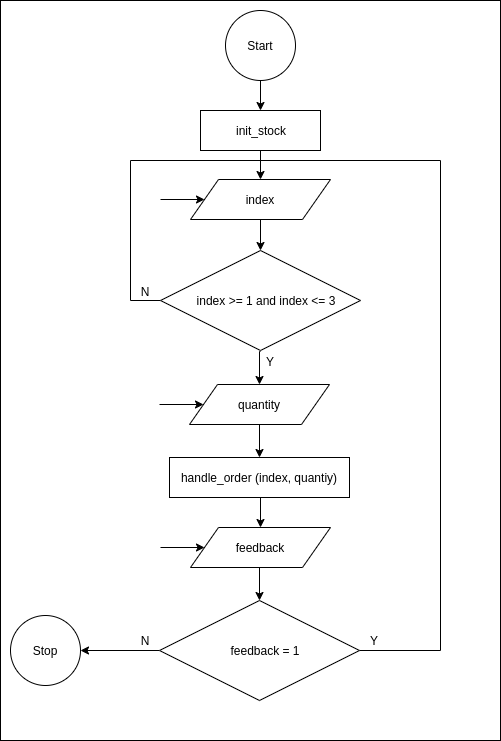 Start
init_stock
index
index >= 1 and index <= 3
N
Y
quantity
handle_order (index, quantiy)
feedback
feedback = 1
N
Y
Stop